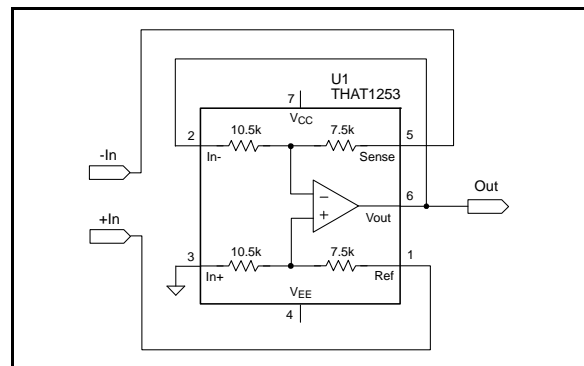 U1
THAT1253
7
VCC
10.5k
7.5k
2
5
In-
Sense
-In
Out
6
Vout
+In
10.5k
7.5k
3
1
In+
Ref
VEE
4